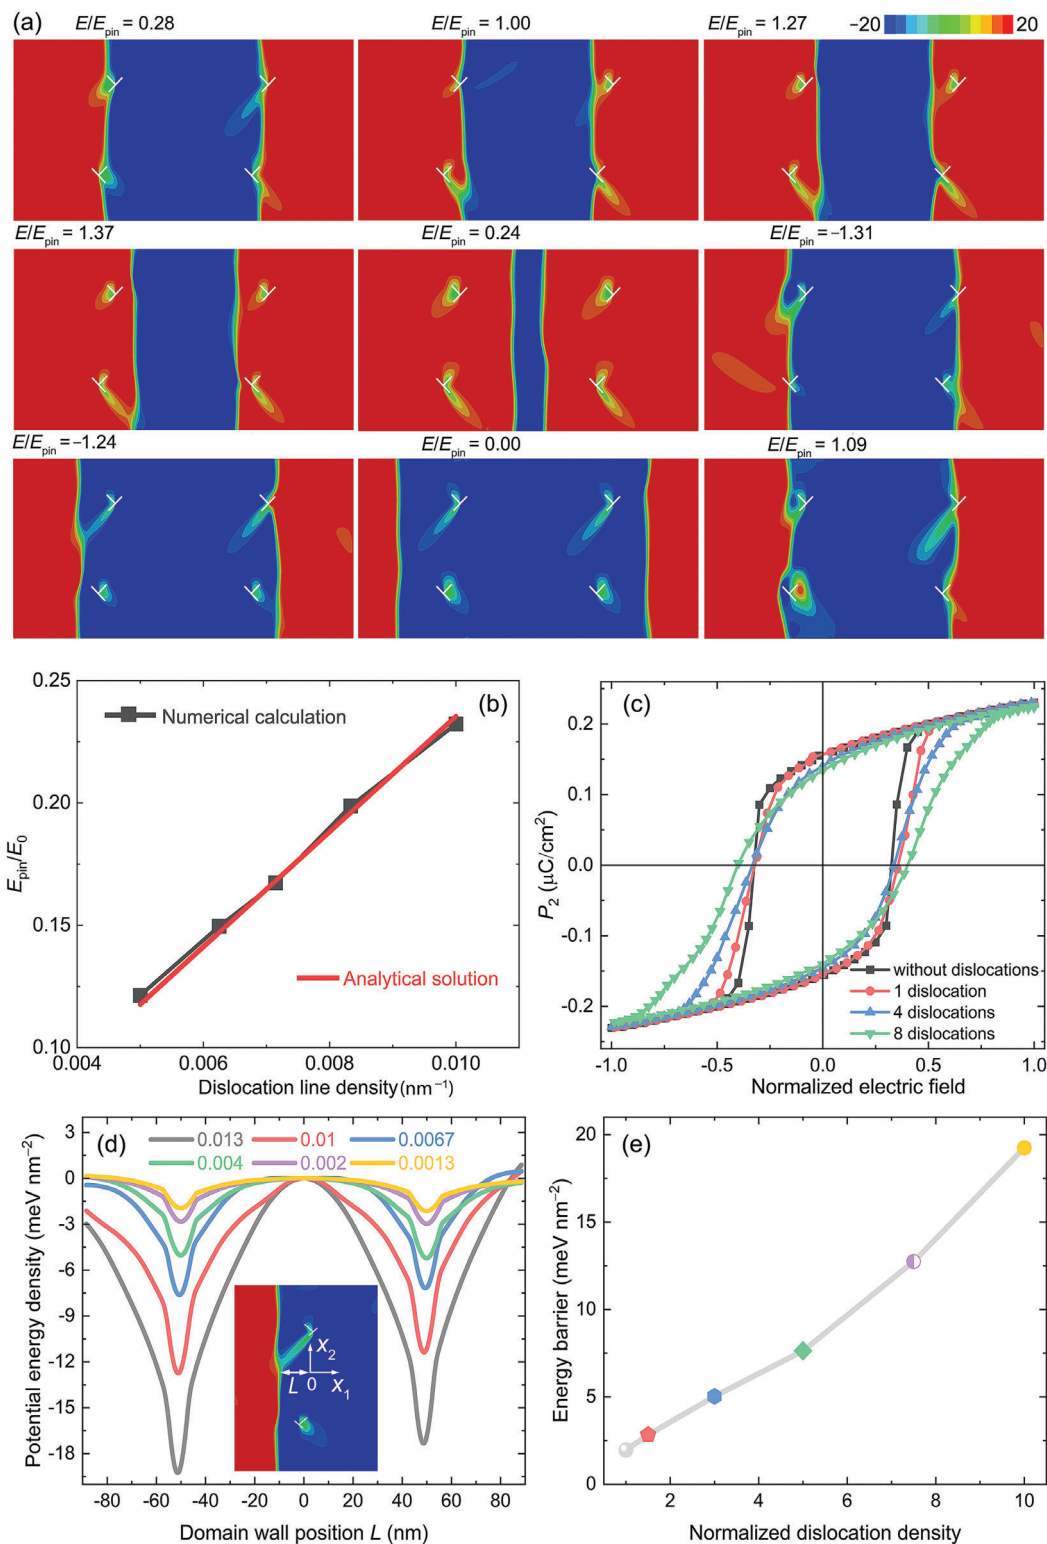 (a)
E/Epin = 0.28
E/Epin = 1.00
E/Epin = 1.27
−20
20
E/Epin = 1.37
E/Epin = 0.24
E/Epin = −1.31
E/Epin = −1.24
E/Epin = 0.00
E/Epin = 1.09
0.25
0.20
0.15
0.10
Epin/E0
Numerical calculation
(b)
Analytical solution
0.004
0.006
0.008
0.010
Dislocation line density(nm−1)
(c)
0.2
0.1
0.0
-0.1
-0.2
P2 (μC/cm2)
without dislocations
1 dislocation
4 dislocations
8 dislocations
-1.0
-0.5
0.0
0.5
1.0
Normalized electric field
3
0
-3
-6
-9
-12
-15
-18
Potential energy density (meV nm−2)
(d)
0.013
0.01
0.0067
0.004
0.002
0.0013
x2
L
0
x1
-80
-60
-40
-20
0
20
40
60
80
Domain wall position L (nm)
20
15
10
5
0
Energy barrier (meV nm−2)
(e)
2
4
6
8
10
Normalized dislocation density